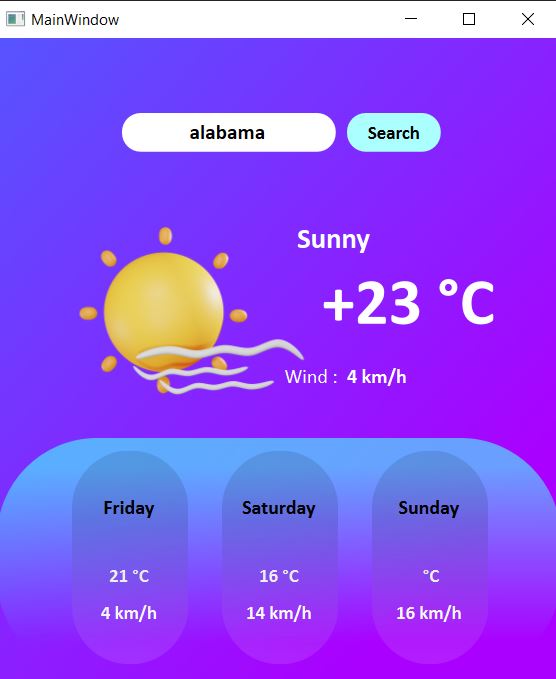 MainWindow
alabama
Search
Sunny
+23 °C
Wind : 4 km/h
Friday
21 °C
4 km/h
Saturday
16 °C
14 km/h
Sunday
°C
16 km/h